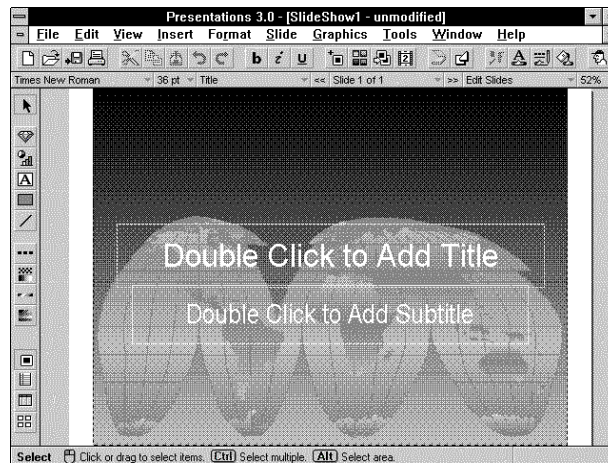 Presentations 3.0 - [SlideShow1 - unmodified]
File Edit View Insert Format Slide Graphics Tools Window Help
b i u
Times New Roman 36 pt Title << Slide 1 of 1 >> Edit Slides 52%
A
Double Click to Add Title
Double Click to Add Subtitle
Select Click or drag to select items. Ctrl Select multiple. Alt Select area.